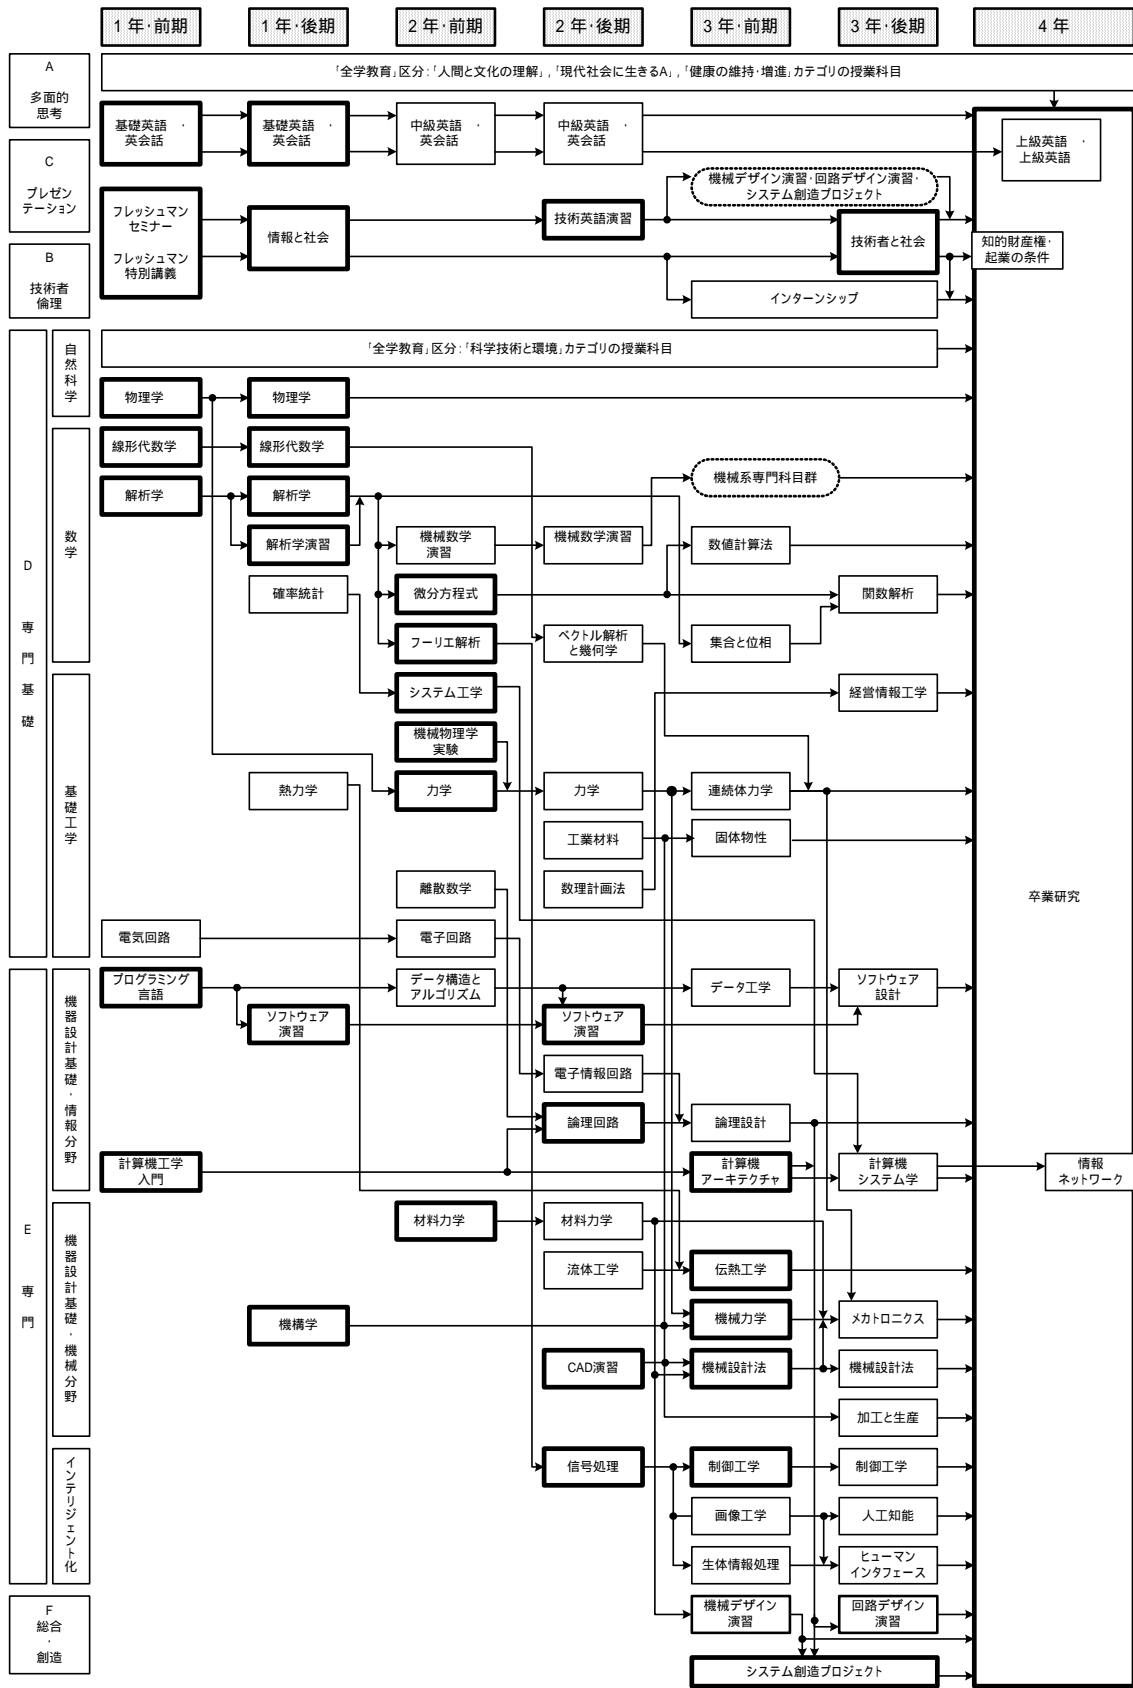 1年・前期
1年・後期
2年・前期
2年・後期
3年・前期
3年・後期
4年
A
多面的
思考
「全学教育」区分：「人間と文化の理解」，「現代社会に生きるA」，「健康の維持・増進」カテゴリの授業科目
基礎英語　・
英会話
基礎英語　・
英会話
中級英語　・
英会話
中級英語　・
英会話
上級英語　・
上級英語
C
プレゼン
テーション
機械デザイン演習・回路デザイン演習・
システム創造プロジェクト
フレッシュマン
セミナー
フレッシュマン
特別講義
情報と社会
技術英語演習
技術者と社会
知的財産権・
起業の条件
B
技術者
倫理
インターンシップ
D
専門基礎
自然科学
「全学教育」区分：「科学技術と環境」カテゴリの授業科目
物理学
物理学
数学
線形代数学
線形代数学
機械系専門科目群
解析学
解析学
解析学演習
機械数学
演習
機械数学演習
数値計算法
確率統計
微分方程式
関数解析
フーリエ解析
ベクトル解析
と幾何学
集合と位相
基礎工学
システム工学
経営情報工学
機械物理学
実験
熱力学
力学
力学
連続体力学
工業材料
固体物性
離散数学
数理計画法
卒業研究
電気回路
電子回路
E
専門
機器設計基礎・情報分野
プログラミング
言語
データ構造と
アルゴリズム
データ工学
ソフトウェア
設計
ソフトウェア
演習
ソフトウェア
演習
電子情報回路
論理回路
論理設計
計算機工学
入門
計算機
アーキテクチャ
計算機
システム学
情報
ネットワーク
機器設計基礎・機械分野
材料力学
材料力学
流体工学
伝熱工学
機構学
機械力学
メカトロニクス
CAD演習
機械設計法
機械設計法
加工と生産
インテリジェント化
信号処理
制御工学
制御工学
画像工学
人工知能
生体情報処理
ヒューマン
インタフェース
F
総合
・
創造
機械デザイン
演習
回路デザイン
演習
システム創造プロジェクト